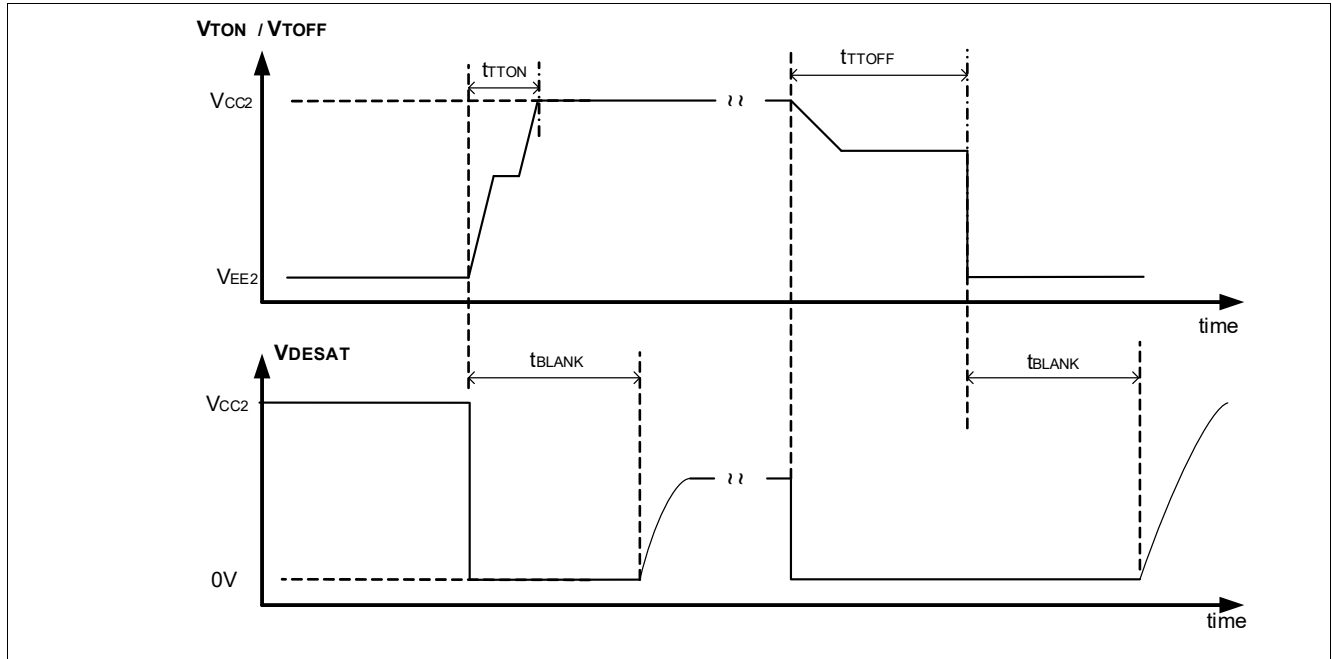 VTON / VTOFF
tTTON
tTTOFF
VCC2
VEE2
time
VDESAT
tBLANK
tBLANK
VCC2
0V
time